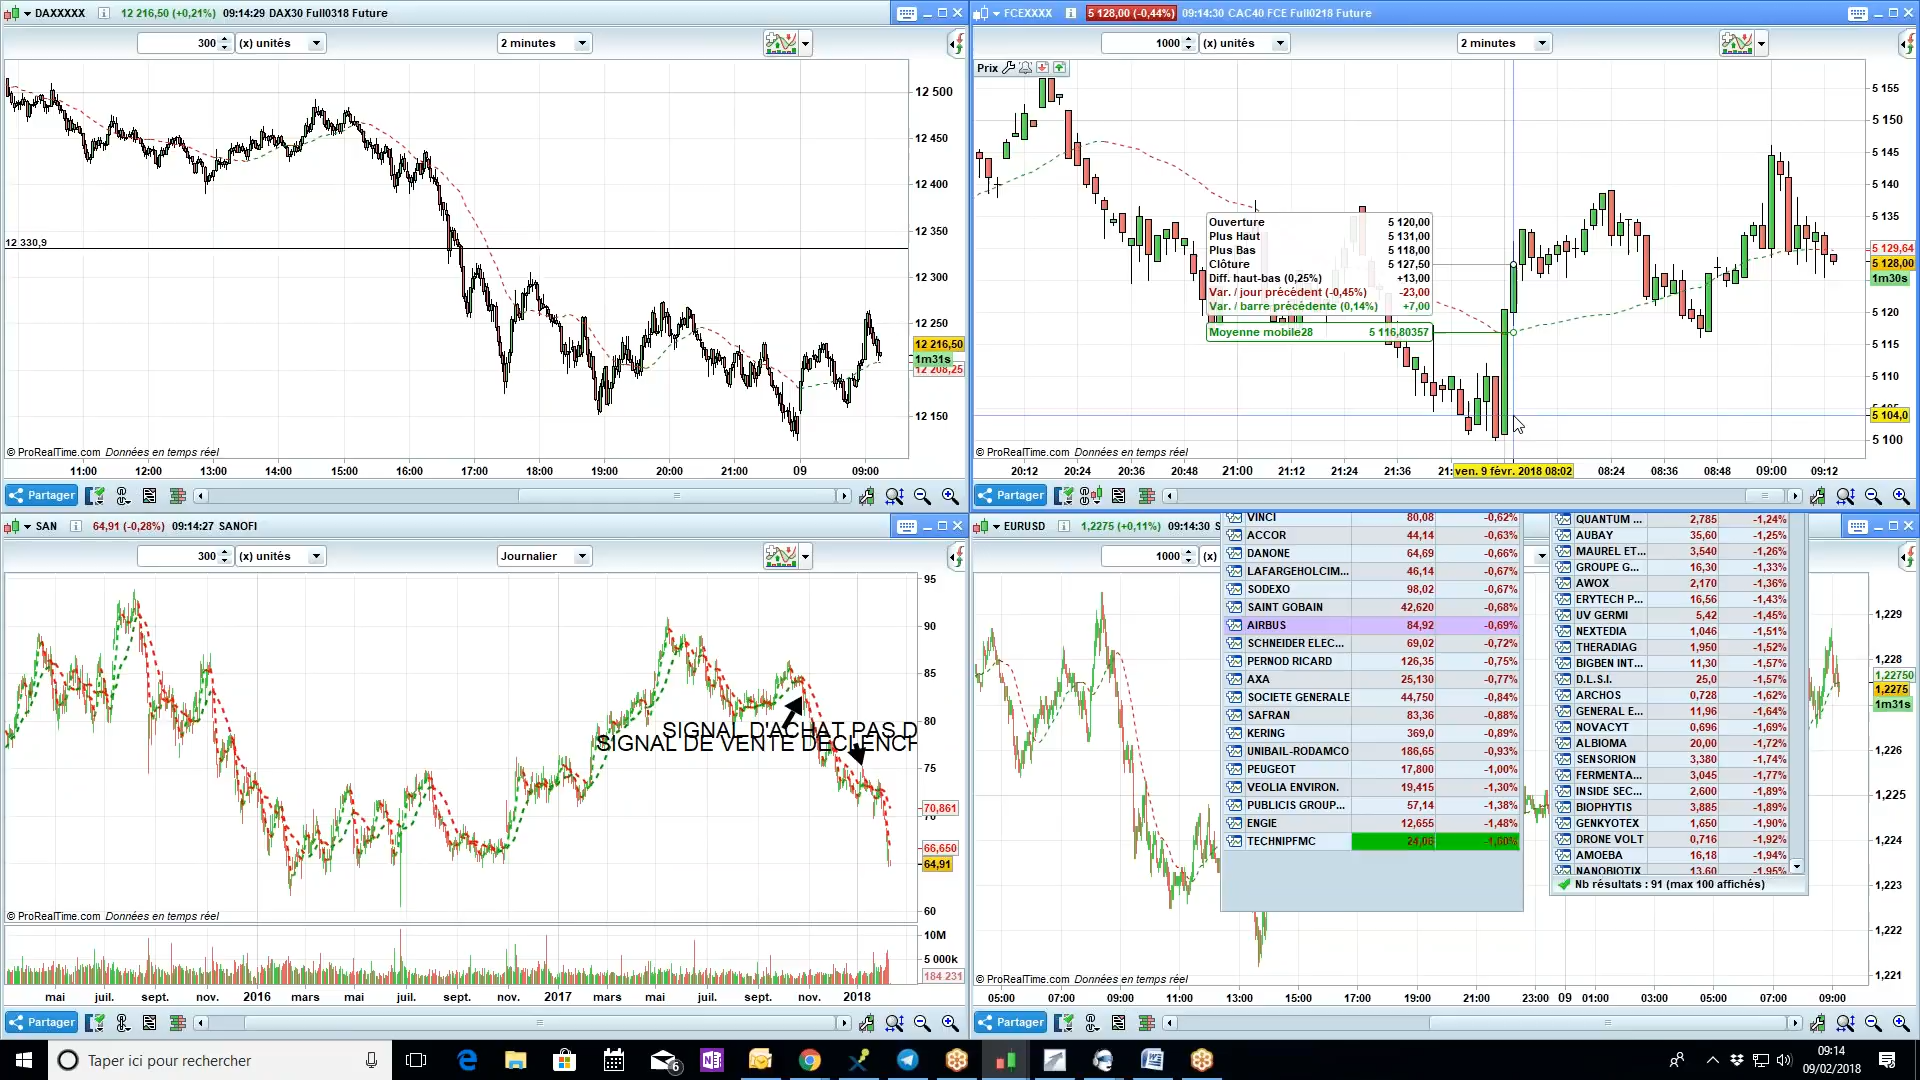 DAXXXXX 12 216,50 (+0,21%) 09:14:29 DAX30 Full0318 Future
300 (x) unités 2 minutes
12 500
12 450
12 400
12 350
12 330,9
12 300
12 250
12 216,50
1m31s
12 208,25
12 150
© ProRealTime.com Données en temps réel
11:00 12:00 13:00 14:00 15:00 16:00 17:00 18:00 19:00 20:00 21:00 09 09:00
Partager
FCEXXXX 5 128,00 (-0,44%) 09:14:30 CAC40 FCE Full0218 Future
1000 (x) unités 2 minutes
Prix
5 155
5 150
5 145
5 140
5 135
5 129,64
5 128,00
1m30s
5 120
5 115
5 110
5 104,0
5 100
Ouverture 5 120,00
Plus Haut 5 131,00
Plus Bas 5 118,00
Clôture 5 127,50
Diff. haut-bas (0,25%) +13,00
Var. / jour précédent (-0,45%) -23,00
Var. / barre précédente (0,14%) +7,00
Moyenne mobile28 5 116,80357
© ProRealTime.com Données en temps réel
20:12 20:24 20:36 20:48 21:00 21:12 21:24 21:36 ven. 9 févr. 2018 08:02 08:24 08:36 08:48 09:00 09:12
Partager
SAN 64,91 (-0,28%) 09:14:27 SANOFI
300 (x) unités Journalier
95
90
85
80
75
70,861
70
66,650
64,91
60
SIGNAL D'ACHAT PAS D
SIGNAL DE VENTE DECLENCH
© ProRealTime.com Données en temps réel
10M
5 000k
184 231
mai juil. sept. nov. 2016 mars mai juil. sept. nov. 2017 mars mai juil. sept. nov. 2018
Partager
EURUSD 1,2275 (+0,11%) 09:14:30 S
1000 (x)
1,229
1,228
1,22750
1,2275
1m31s
1,226
1,225
1,224
1,223
1,222
1,221
VINCI 80,08 -0,62%
ACCOR 44,14 -0,63%
DANONE 64,69 -0,66%
LAFARGEHOLCIM... 46,14 -0,67%
SODEXO 98,02 -0,67%
SAINT GOBAIN 42,620 -0,68%
AIRBUS 84,92 -0,69%
SCHNEIDER ELEC... 69,02 -0,72%
PERNOD RICARD 126,35 -0,75%
AXA 25,130 -0,77%
SOCIETE GENERALE 44,750 -0,84%
SAFRAN 83,36 -0,88%
KERING 369,0 -0,89%
UNIBAIL-RODAMCO 186,65 -0,93%
PEUGEOT 17,800 -1,00%
VEOLIA ENVIRON. 19,415 -1,30%
PUBLICIS GROUP... 57,14 -1,38%
ENGIE 12,655 -1,48%
TECHNIPFMC 24,06 -1,60%
QUANTUM ... 2,785 -1,24%
AUBAY 35,60 -1,25%
MAUREL ET... 3,540 -1,26%
GROUPE G... 16,30 -1,33%
AWOX 2,170 -1,36%
ERYTECH P... 16,56 -1,43%
UV GERMI 5,42 -1,45%
NEXTEDIA 1,046 -1,51%
THERADIAG 1,950 -1,52%
BIGBEN INT... 11,30 -1,57%
D.L.S.I. 25,0 -1,57%
ARCHOS 0,728 -1,62%
GENERAL E... 11,96 -1,64%
NOVACYT 0,696 -1,69%
ALBIOMA 20,00 -1,72%
SENSORION 3,380 -1,74%
FERMENTA... 3,045 -1,77%
INSIDE SEC... 2,600 -1,89%
BIOPHYTIS 3,885 -1,89%
GENKYOTEX 1,650 -1,90%
DRONE VOLT 0,716 -1,92%
AMOEBA 16,18 -1,94%
NANOBIOTIX 13,60 -1,95%
Nb résultats : 91 (max 100 affichés)
© ProRealTime.com Données en temps réel
05:00 07:00 09:00 11:00 13:00 15:00 17:00 19:00 21:00 23:00 09 01:00 03:00 05:00 07:00 09:00
Partager
Taper ici pour rechercher
6
09:14
09/02/2018